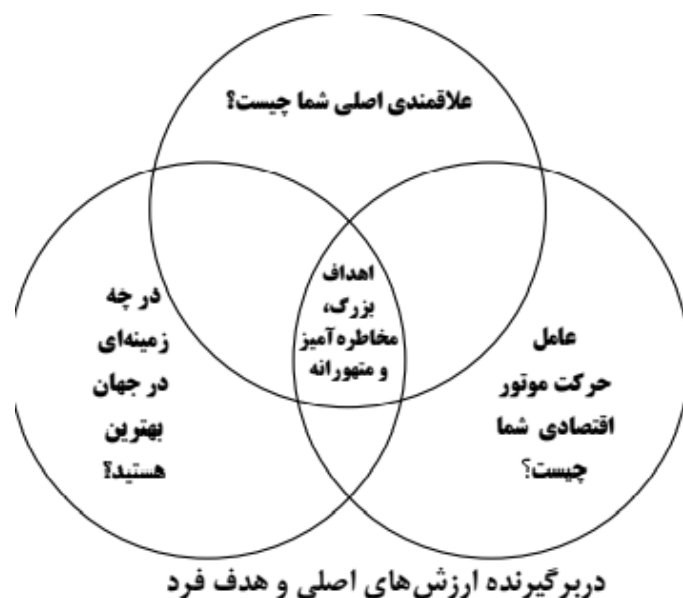 علاقمندی اصلی شما چیست؟
اهداف
بزرگ،
مخاطره‌آمیز
و متهورانه
در چه
زمینه‌ای
در جهان
بهترین
هستید؟
عامل
حرکت موتور
اقتصادی شما
چیست؟
دربرگیرنده ارزش‌های اصلی و هدف فرد